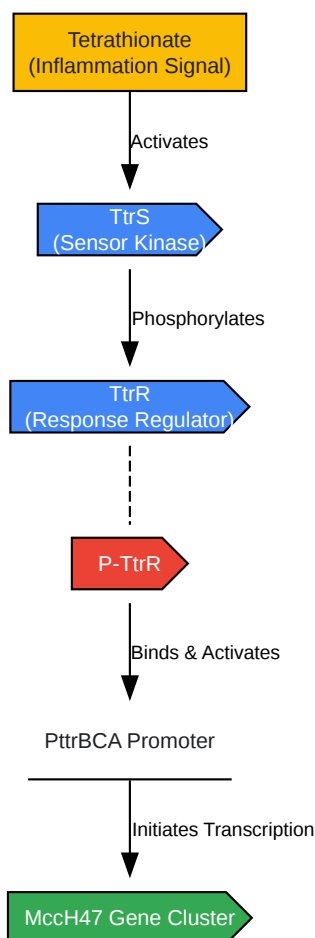 Tetrathionate
(Inflammation Signal)
Activates
TtrS
(Sensor Kinase)
Phosphorylates
TtrR
(Response Regulator)
P-TtrR
Binds & Activates
PttrBCA Promoter
Initiates Transcription
MccH47 Gene Cluster